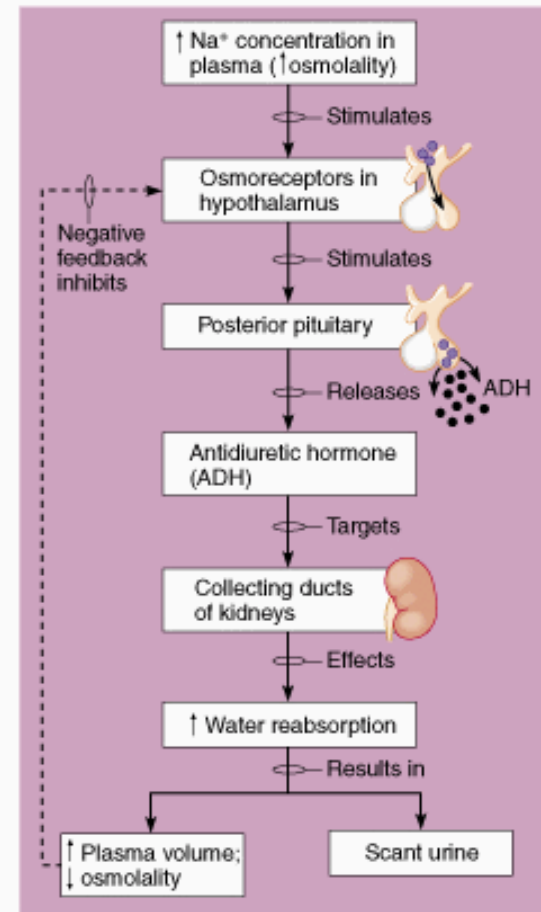 ↑ Na⁺ concentration in
plasma (↑osmolality)
Stimulates
Osmoreceptors in
hypothalamus
Negative
feedback
inhibits
Stimulates
Posterior pituitary
Releases
ADH
Antidiuretic hormone
(ADH)
Targets
Collecting ducts
of kidneys
Effects
↑ Water reabsorption
Results in
↑ Plasma volume;
↓ osmolality
Scant urine